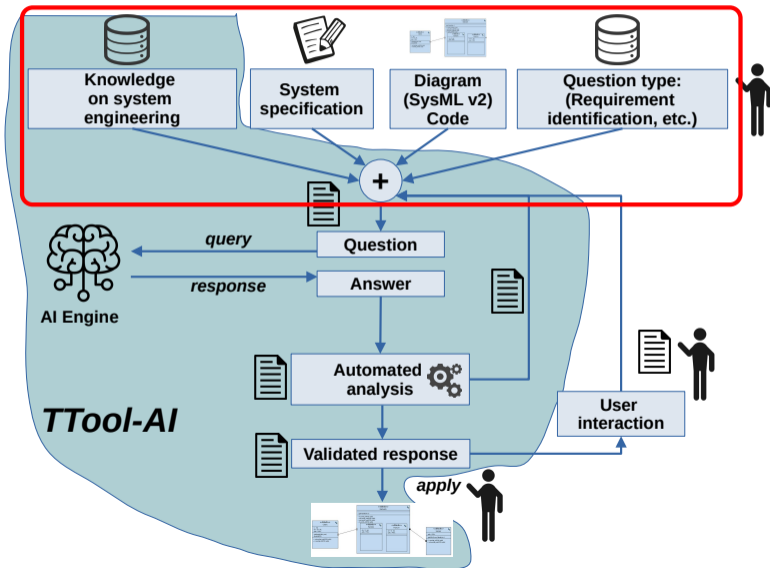 Knowledge
on system
engineering
System
specification
Diagram
(SysML v2)
Code
Question type:
(Requirement
identification, etc.)
+
query
Question
response
Answer
AI Engine
Automated
analysis
TTool-AI
User
interaction
Validated response
apply